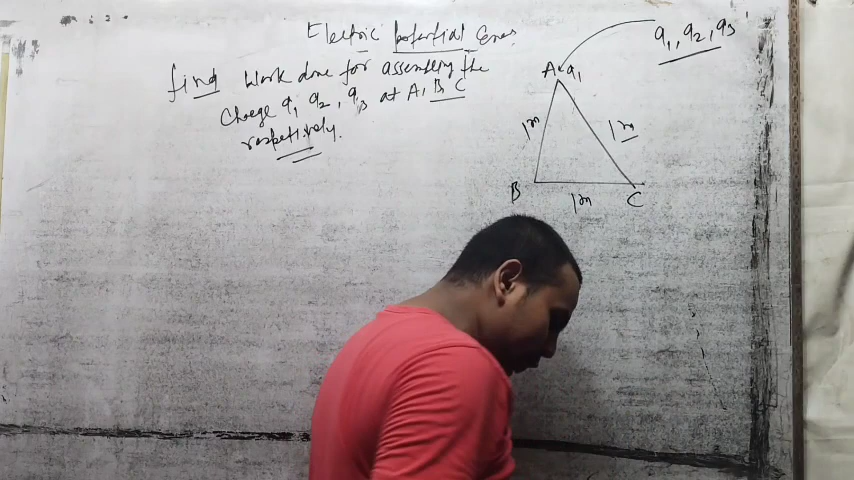 Electric potential Energy
find Work done for assembly the
Charge q1, q2, q3 at A, B C
respectively.
q1, q2, q3
A q1
1m 1m
B 1m C